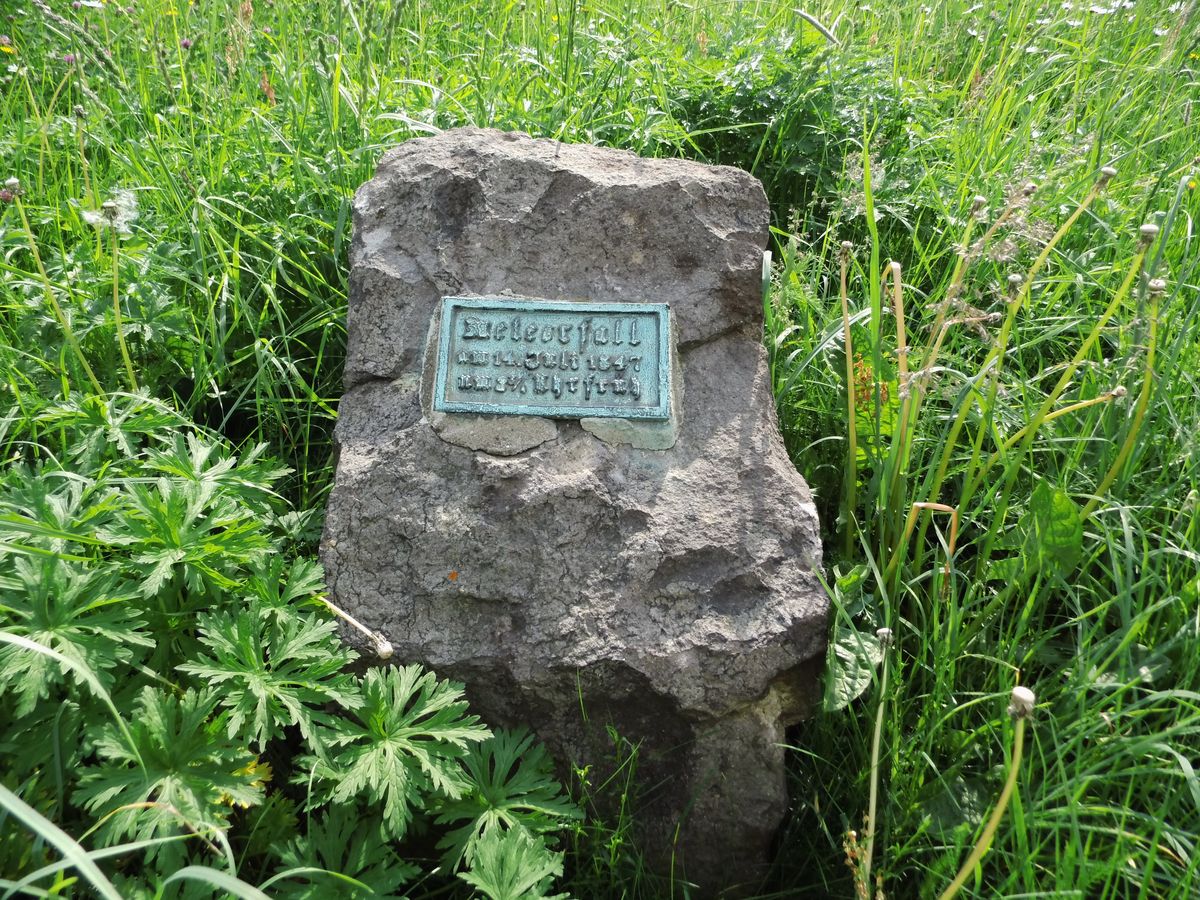 Meteorfall
am 14. Juli 1847
um 3¾ Uhr früh